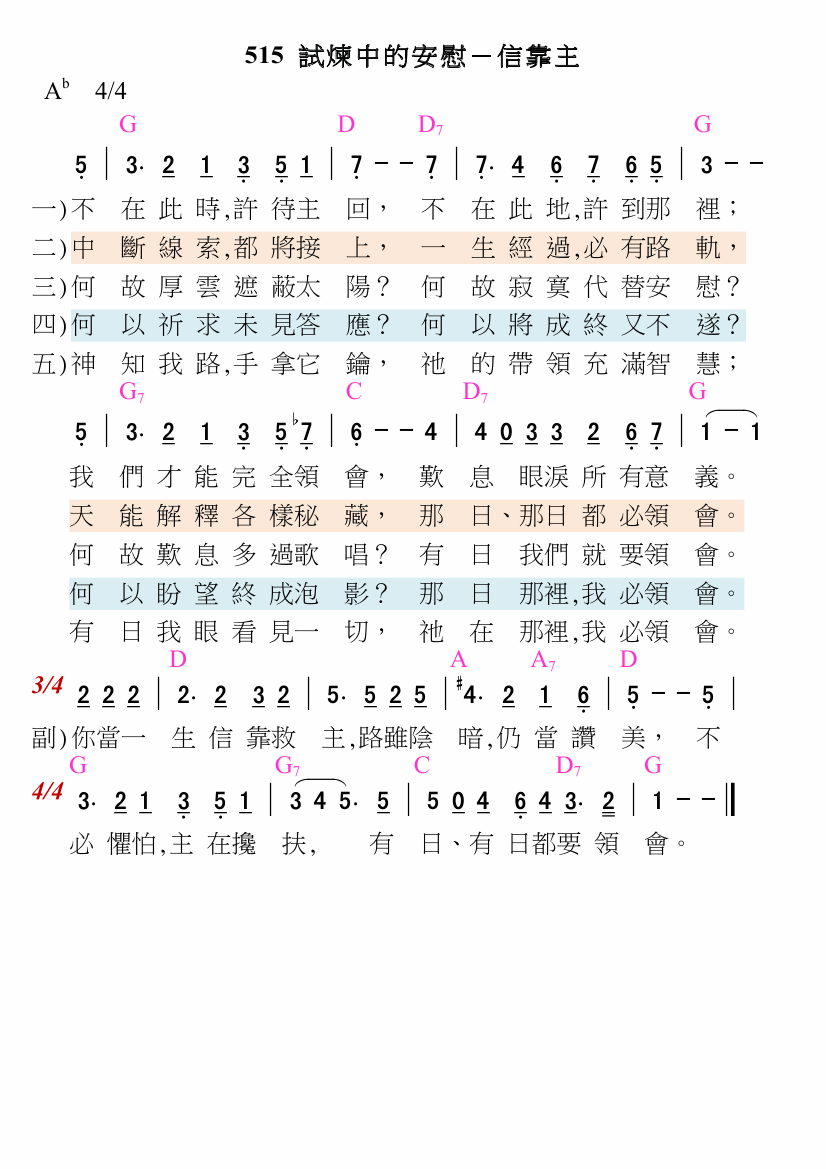 515 試煉中的安慰－信靠主
A♭ 4/4
G D D7 G
5̣ | 3. 2 1 3̣ 5̣ 1 | 7̣ － － 7̣ | 7̣. 4 6̣ 7̣ 6̣ 5̣ | 3 － －
一)不 在 此 時,許 待主 回， 不 在 此 地,許 到那 裡；
二)中 斷 線 索,都 將接 上， 一 生 經 過,必 有路 軌，
三)何 故 厚 雲 遮 蔽太 陽？ 何 故 寂 寞 代 替安 慰？
四)何 以 祈 求 未 見答 應？ 何 以 將 成 終 又不 遂？
五)神 知 我 路,手 拿它 鑰， 祂 的 帶 領 充 滿智 慧；
G7 C D7 G
5̣ | 3. 2 1 3̣ 5̣ ♭7̣ | 6̣ － － 4 | 4 0 3 3 2 6̣ 7̣ | 1 － 1
我 們 才 能 完 全領 會， 歎 息 眼淚 所 有意 義。
天 能 解 釋 各 樣秘 藏， 那 日、那日 都 必領 會。
何 故 歎 息 多 過歌 唱？ 有 日 我們 就 要領 會。
何 以 盼 望 終 成泡 影？ 那 日 那裡,我 必領 會。
有 日 我 眼 看 見一 切， 祂 在 那裡,我 必領 會。
D A A7 D
3/4 2 2 2 | 2. 2 3 2 | 5. 5 2 5 | ♯4. 2 1 6̣ | 5̣ － － 5̣ |
副)你當一 生 信 靠救 主,路雖陰 暗,仍 當 讚 美， 不
G G7 C D7 G
4/4 3. 2 1 3̣ 5̣ 1 | 3 4 5. 5 | 5 0 4 6̣ 4 3. 2 | 1 － － ‖
必 懼怕,主 在攙 扶, 有 日、有 日都要 領 會。